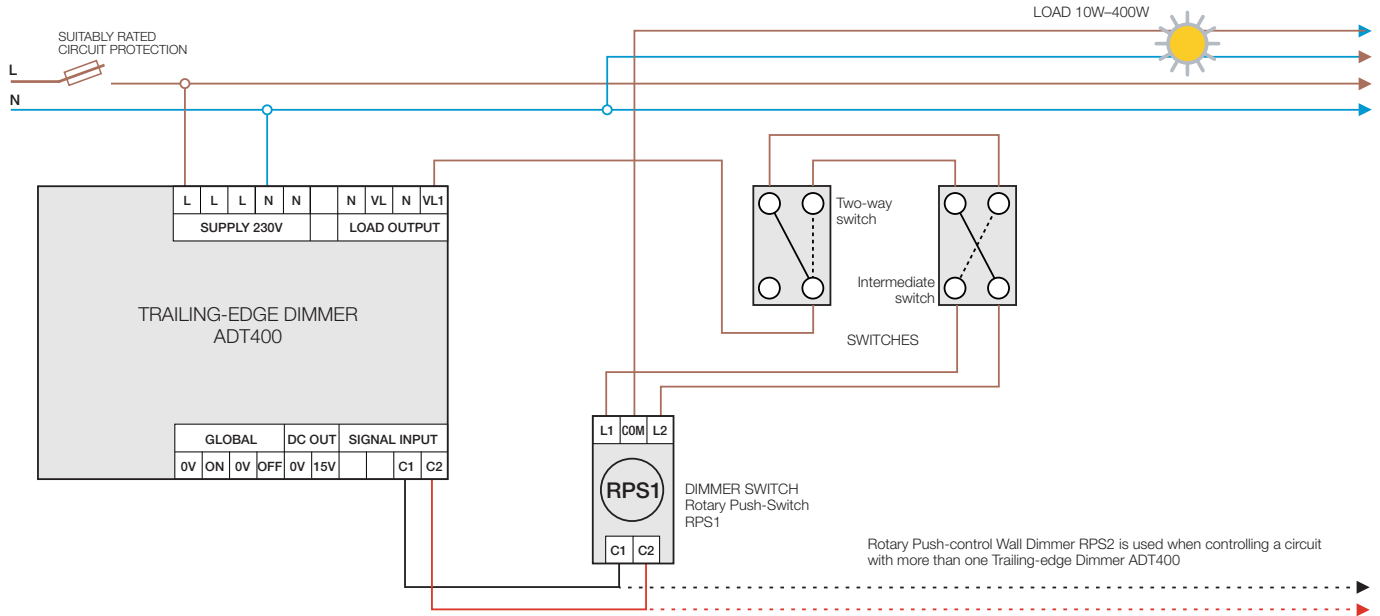 LOAD 10W–400W
SUITABLY RATED
CIRCUIT PROTECTION
L
N
L L L N N N VL N VL1
SUPPLY 230V LOAD OUTPUT
Two-way
switch
Intermediate
switch
SWITCHES
TRAILING-EDGE DIMMER
ADT400
GLOBAL DC OUT SIGNAL INPUT
0V ON 0V OFF 0V 15V C1 C2
L1 COM L2
RPS1
DIMMER SWITCH
Rotary Push-Switch
RPS1
C1 C2
Rotary Push-control Wall Dimmer RPS2 is used when controlling a circuit
with more than one Trailing-edge Dimmer ADT400